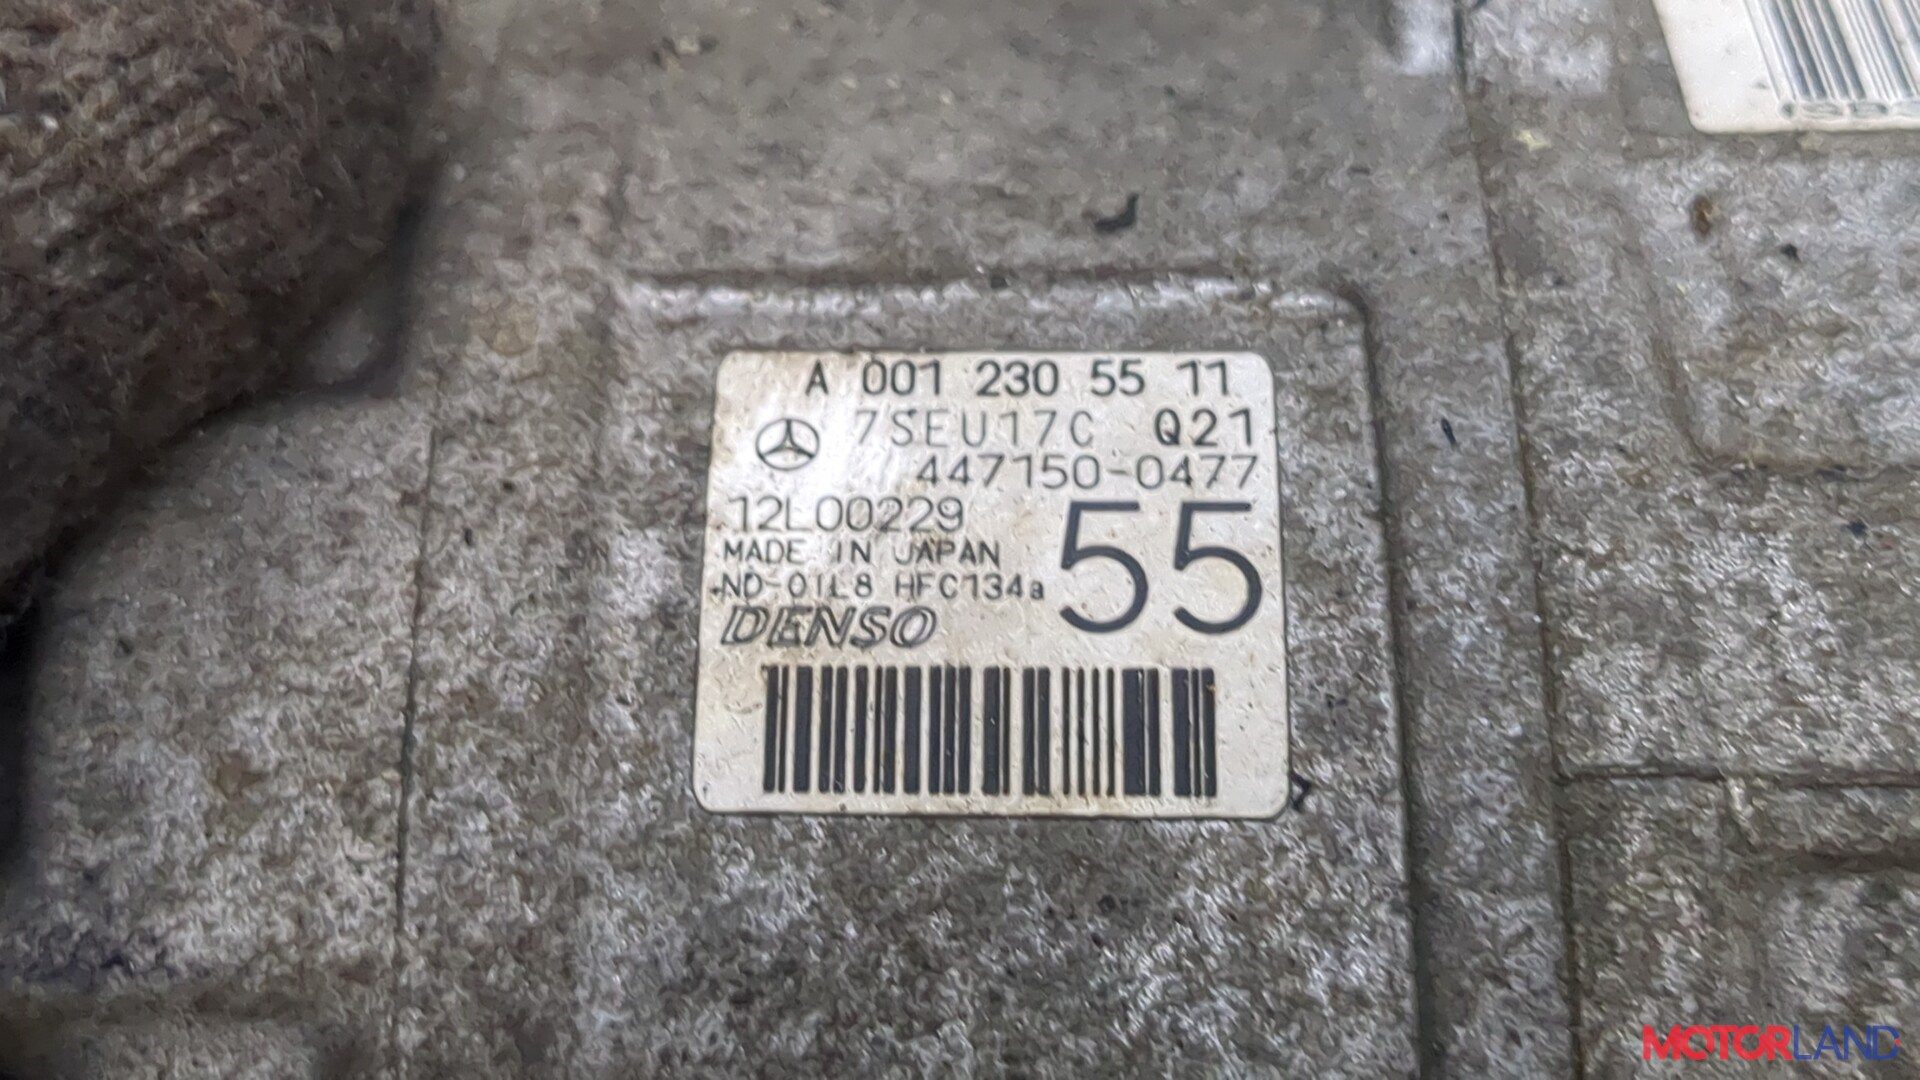 A 001 230 55 11
7SEU17C Q21
447150-0477
12L00229
55
MADE IN JAPAN
ND-OIL8 HFC134a
DENSO
MOTORLAND